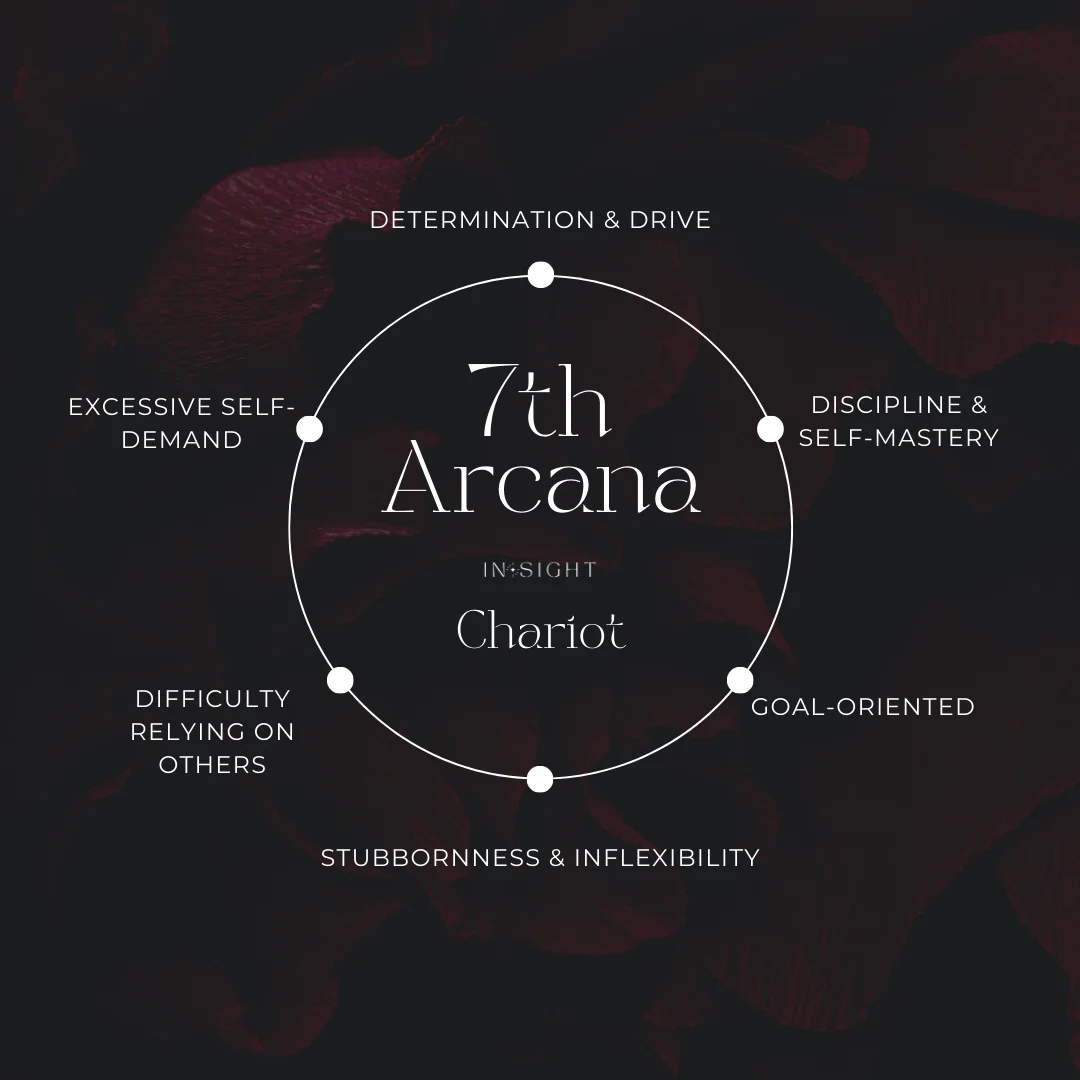 DETERMINATION & DRIVE
EXCESSIVE SELF-
DEMAND
7th
Arcana
IN SIGHT
Chariot
DISCIPLINE &
SELF-MASTERY
DIFFICULTY
RELYING ON
OTHERS
GOAL-ORIENTED
STUBBORNNESS & INFLEXIBILITY